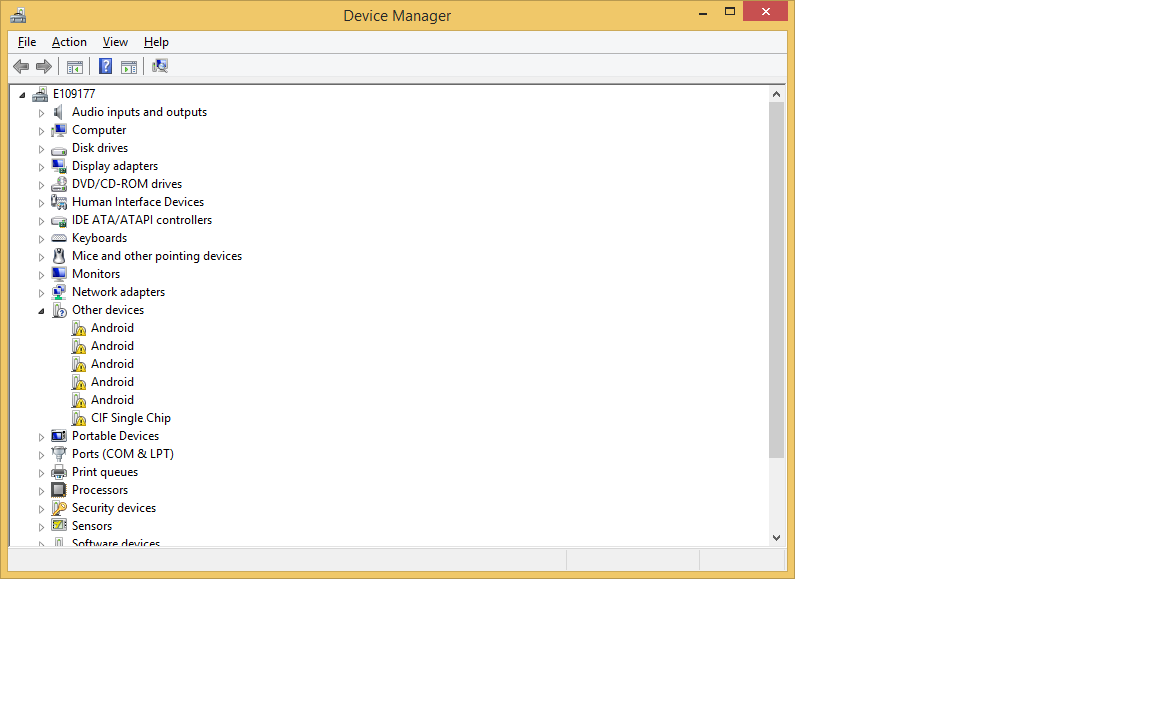 Device Manager
File Action View Help
E109177
Audio inputs and outputs
Computer
Disk drives
Display adapters
DVD/CD-ROM drives
Human Interface Devices
IDE ATA/ATAPI controllers
Keyboards
Mice and other pointing devices
Monitors
Network adapters
Other devices
Android
Android
Android
Android
Android
CIF Single Chip
Portable Devices
Ports (COM & LPT)
Print queues
Processors
Security devices
Sensors
Software devices